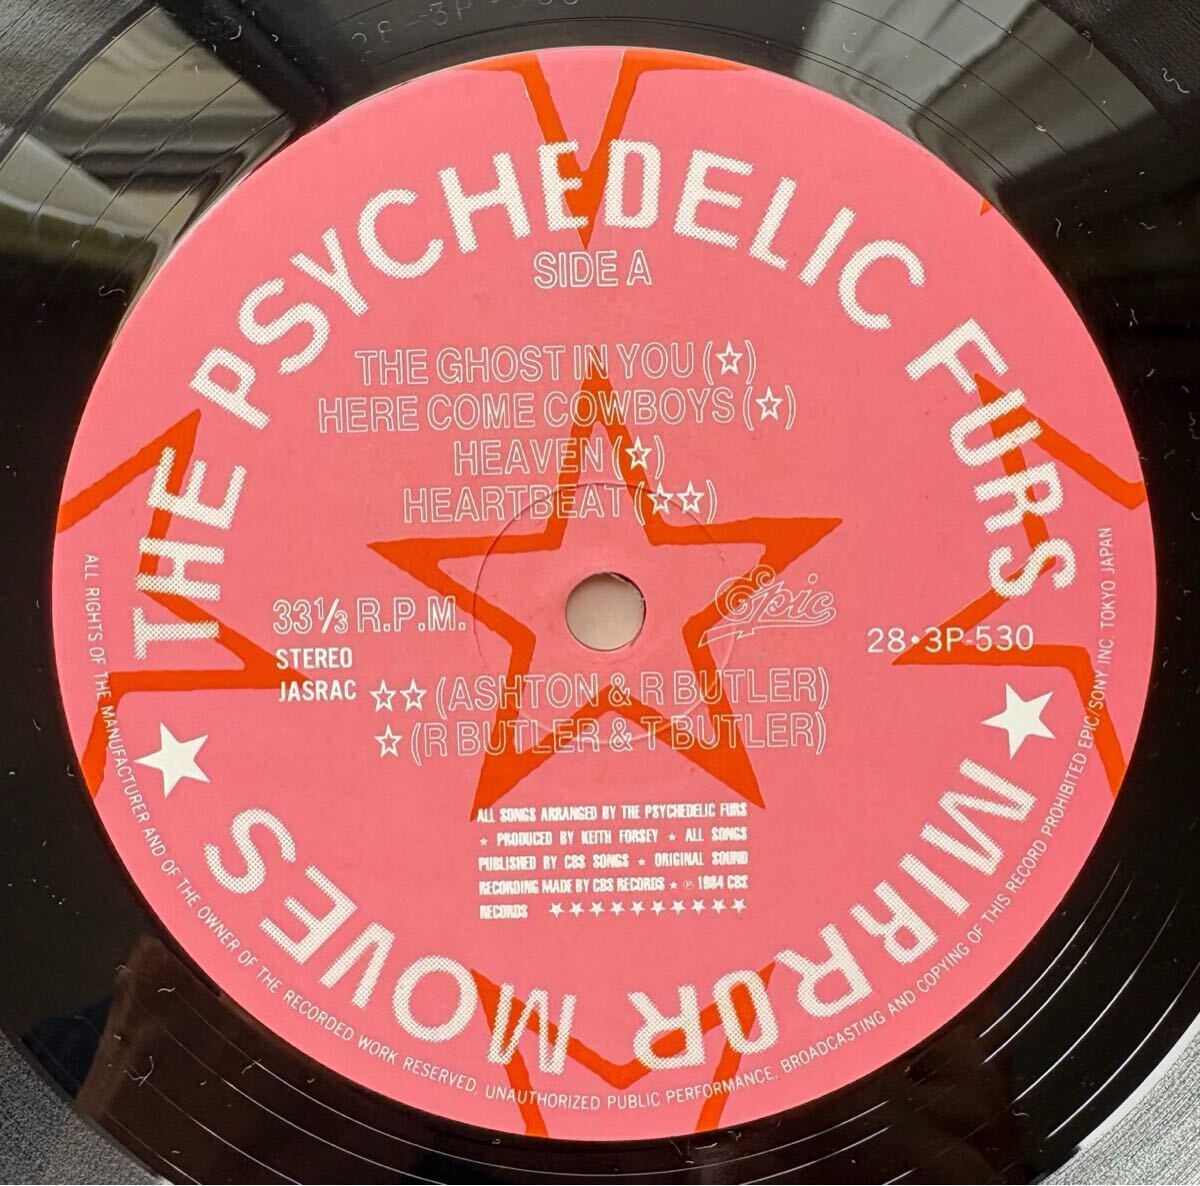 THE PSYCHEDELIC FURS
SIDE A
THE GHOST IN YOU (☆)
HERE COME COWBOYS (☆)
HEAVEN (☆)
HEARTBEAT (☆☆)
33⅓ R.P.M.
STEREO
JASRAC
Epic
28・3P-530
☆☆ (ASHTON & R BUTLER)
☆ (R BUTLER & T BUTLER)
ALL SONGS ARRANGED BY THE PSYCHEDELIC FURS
★ PRODUCED BY KEITH FORSEY ★ ALL SONGS
PUBLISHED BY CBS SONGS ★ ORIGINAL SOUND
RECORDING MADE BY CBS RECORDS ★ ℗ 1984 CBS
RECORDS ★★★★★★★★★★
★ MIRROR MOVES ★
ALL RIGHTS OF THE MANUFACTURER AND OF THE OWNER OF THE RECORDED WORK RESERVED. UNAUTHORIZED PUBLIC PERFORMANCE, BROADCASTING AND COPYING OF THIS RECORD PROHIBITED EPIC/SONY INC. TOKYO JAPAN